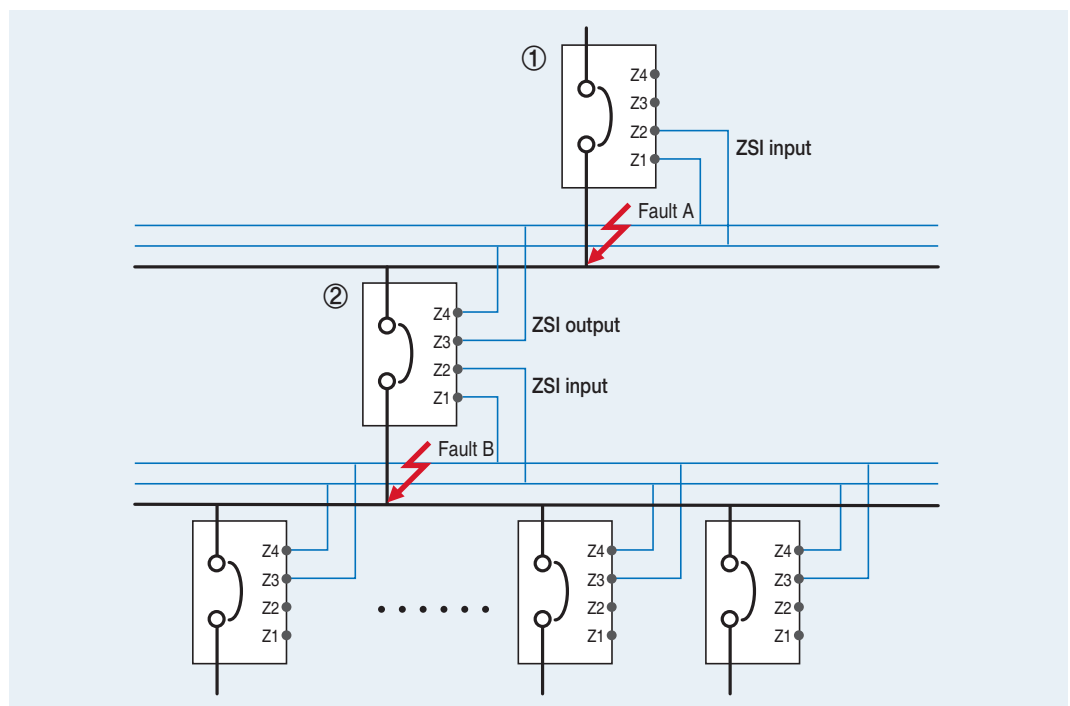 ①
Z4
Z3
Z2
Z1
ZSI input
Fault A
②
Z4
Z3
Z2
Z1
ZSI output
ZSI input
Fault B
Z4
Z3
Z2
Z1
Z4
Z3
Z2
Z1
Z4
Z3
Z2
Z1